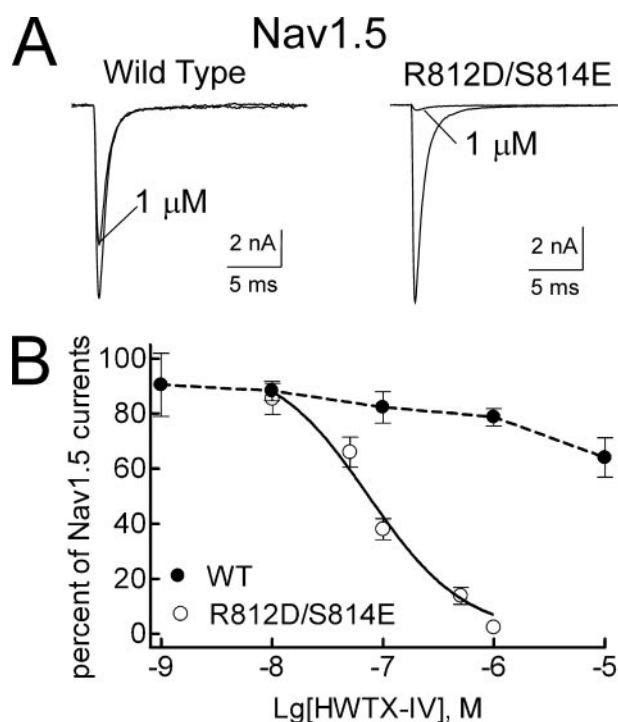 A
Nav1.5
Wild Type
R812D/S814E
1 μM
1 μM
2 nA
5 ms
2 nA
5 ms
B
percent of Nav1.5 currents
100
80
60
40
20
0
WT
R812D/S814E
-9
-8
-7
-6
-5
Lg[HWTX-IV], M